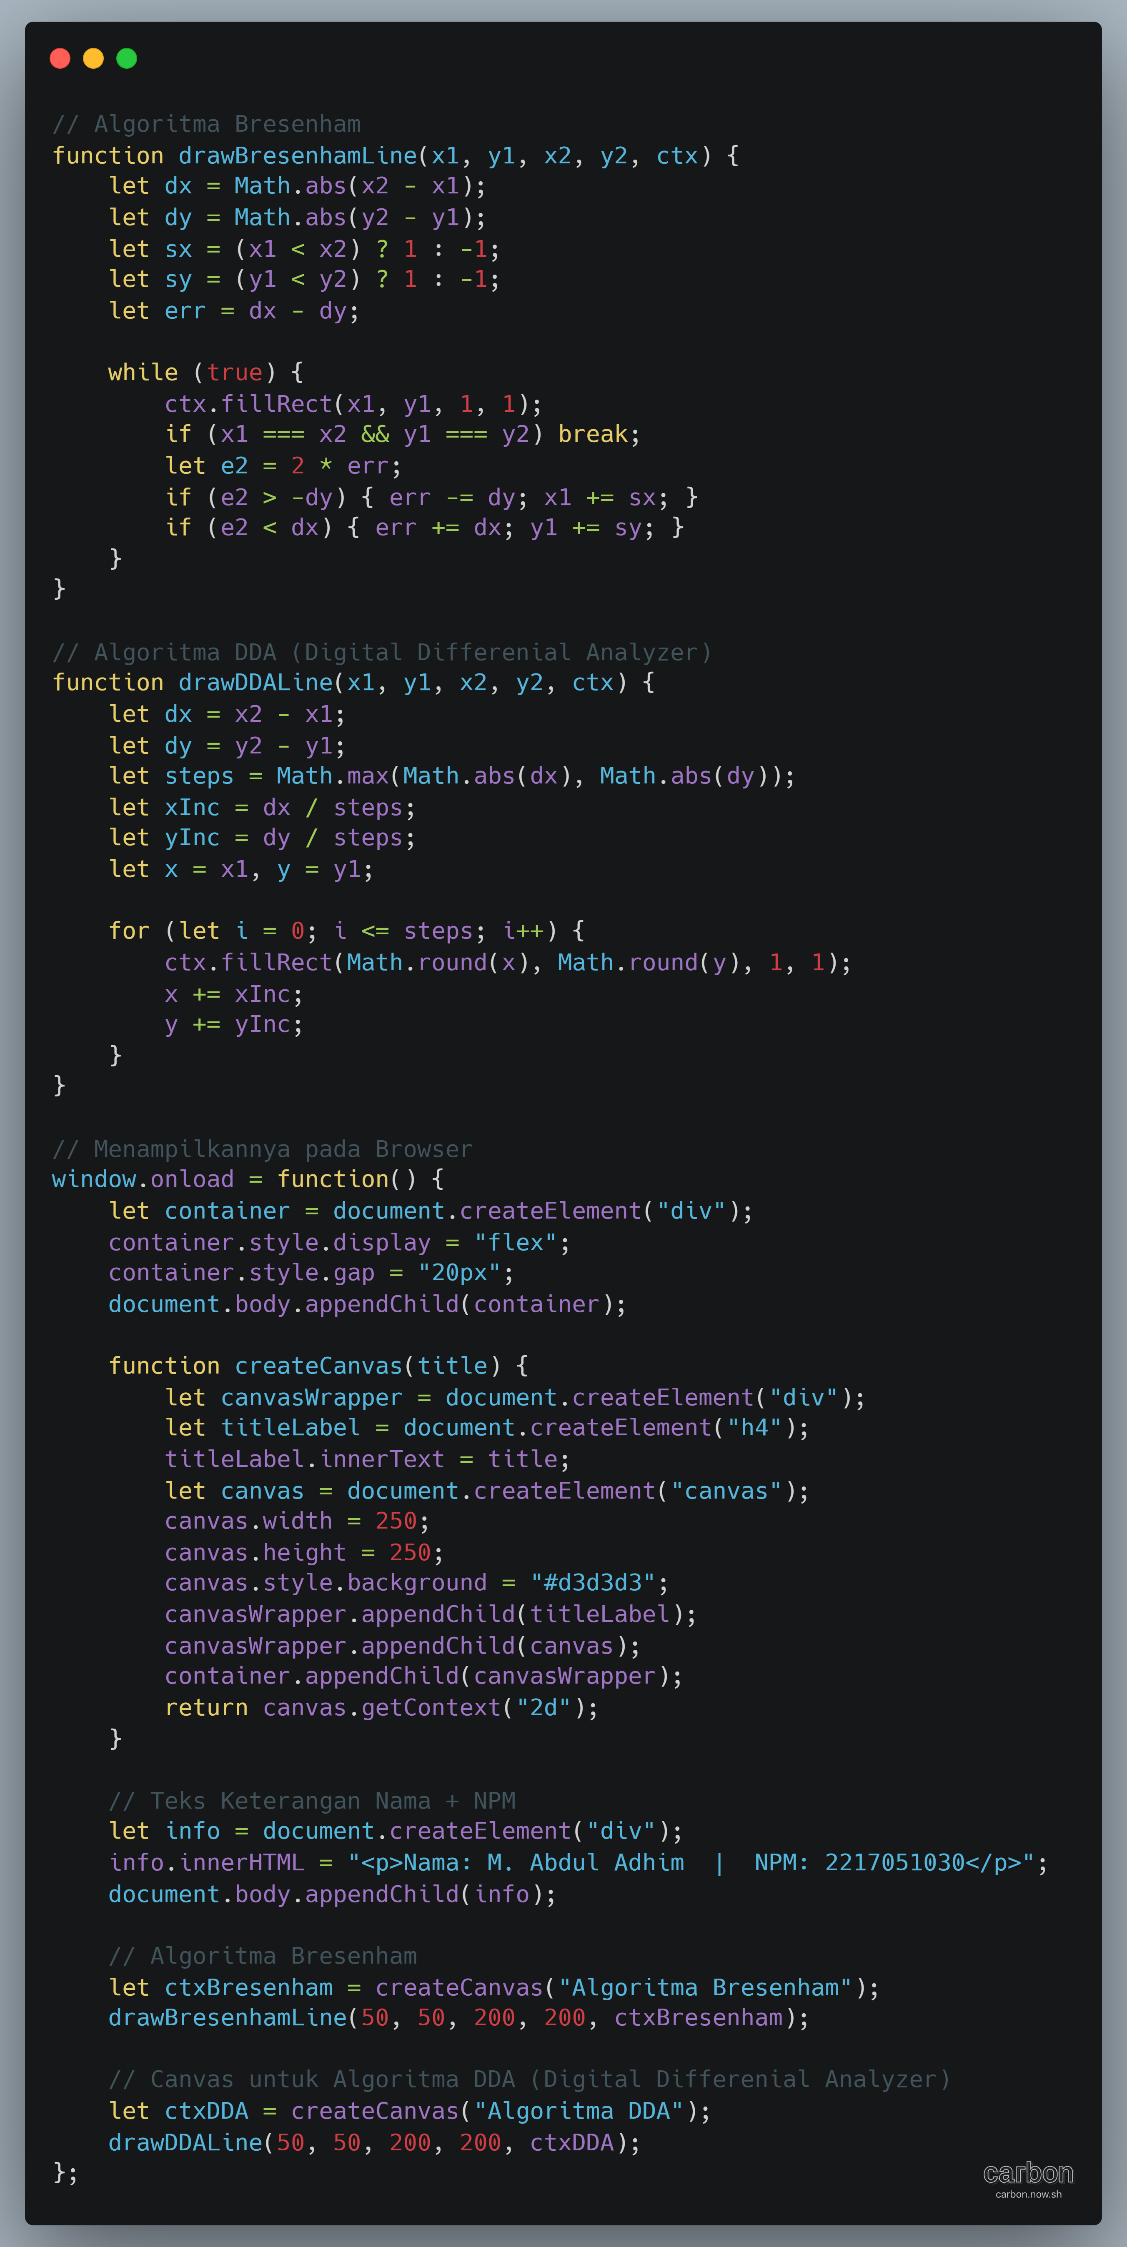 // Algoritma Bresenham
function drawBresenhamLine(x1, y1, x2, y2, ctx) {
    let dx = Math.abs(x2 - x1);
    let dy = Math.abs(y2 - y1);
    let sx = (x1 < x2) ? 1 : -1;
    let sy = (y1 < y2) ? 1 : -1;
    let err = dx - dy;

    while (true) {
        ctx.fillRect(x1, y1, 1, 1);
        if (x1 === x2 && y1 === y2) break;
        let e2 = 2 * err;
        if (e2 > -dy) { err -= dy; x1 += sx; }
        if (e2 < dx) { err += dx; y1 += sy; }
    }
}

// Algoritma DDA (Digital Differenial Analyzer)
function drawDDALine(x1, y1, x2, y2, ctx) {
    let dx = x2 - x1;
    let dy = y2 - y1;
    let steps = Math.max(Math.abs(dx), Math.abs(dy));
    let xInc = dx / steps;
    let yInc = dy / steps;
    let x = x1, y = y1;

    for (let i = 0; i <= steps; i++) {
        ctx.fillRect(Math.round(x), Math.round(y), 1, 1);
        x += xInc;
        y += yInc;
    }
}

// Menampilkannya pada Browser
window.onload = function() {
    let container = document.createElement("div");
    container.style.display = "flex";
    container.style.gap = "20px";
    document.body.appendChild(container);

    function createCanvas(title) {
        let canvasWrapper = document.createElement("div");
        let titleLabel = document.createElement("h4");
        titleLabel.innerText = title;
        let canvas = document.createElement("canvas");
        canvas.width = 250;
        canvas.height = 250;
        canvas.style.background = "#d3d3d3";
        canvasWrapper.appendChild(titleLabel);
        canvasWrapper.appendChild(canvas);
        container.appendChild(canvasWrapper);
        return canvas.getContext("2d");
    }

    // Teks Keterangan Nama + NPM
    let info = document.createElement("div");
    info.innerHTML = "<p>Nama: M. Abdul Adhim  |  NPM: 2217051030</p>";
    document.body.appendChild(info);

    // Algoritma Bresenham
    let ctxBresenham = createCanvas("Algoritma Bresenham");
    drawBresenhamLine(50, 50, 200, 200, ctxBresenham);

    // Canvas untuk Algoritma DDA (Digital Differenial Analyzer)
    let ctxDDA = createCanvas("Algoritma DDA");
    drawDDALine(50, 50, 200, 200, ctxDDA);
};
carbon
carbon.now.sh